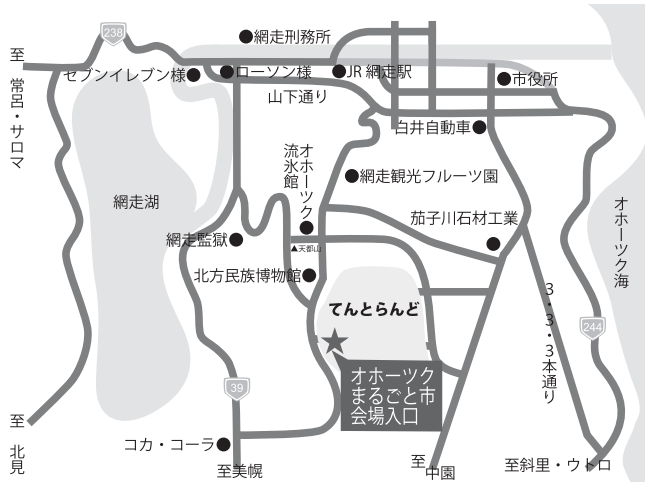 238
網走刑務所
至 常呂・サロマ
セブンイレブン様
ローソン様
JR 網走駅
市役所
山下通り
白井自動車
オホーツク
流氷館
網走観光フルーツ園
網走湖
茄子川石材工業
オホーツク海
網走監獄
▲天都山
北方民族博物館
てんとらんど
3・3・3本通り
244
オホーツク
まるごと市
会場入口
39
至 北見
コカ・コーラ
至美幌
至
中園
至斜里・ウトロ